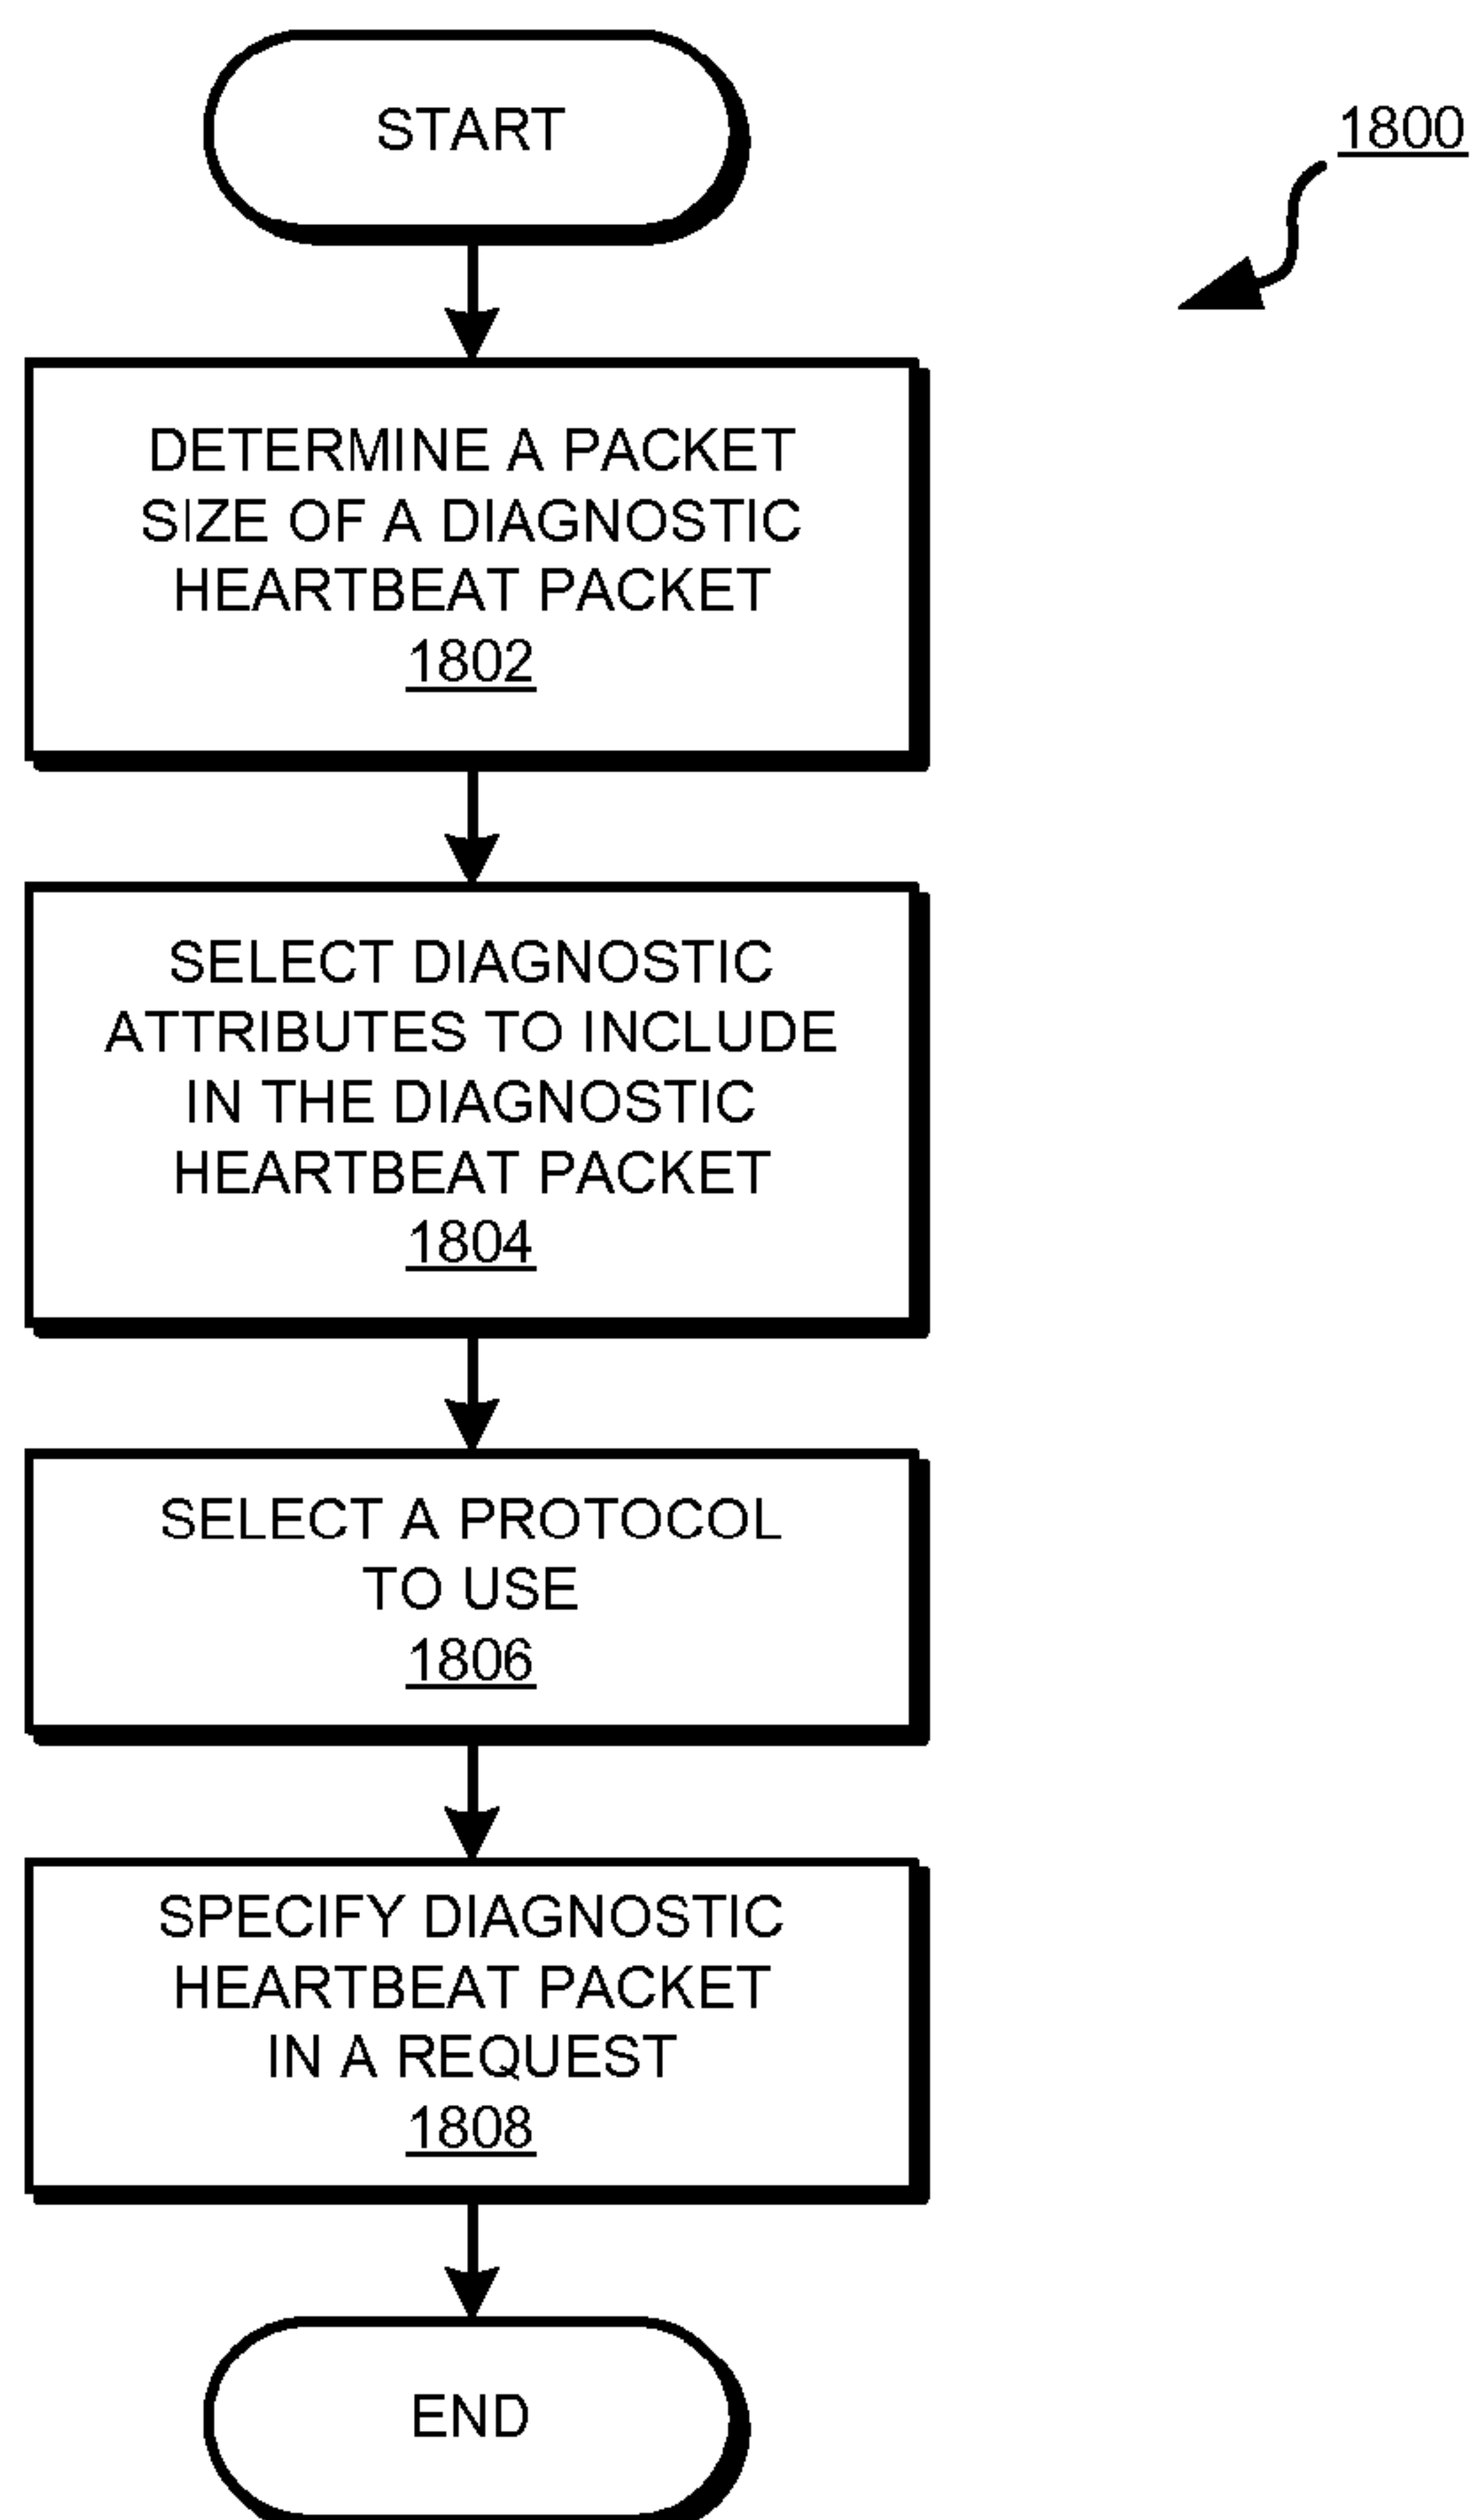 START
1800
DETERMINE A PACKET
SIZE OF A DIAGNOSTIC
HEARTBEAT PACKET
1802
SELECT DIAGNOSTIC
ATTRIBUTES TO INCLUDE
IN THE DIAGNOSTIC
HEARTBEAT PACKET
1804
SELECT A PROTOCOL
TO USE
1806
SPECIFY DIAGNOSTIC
HEARTBEAT PACKET
IN A REQUEST
1808
END